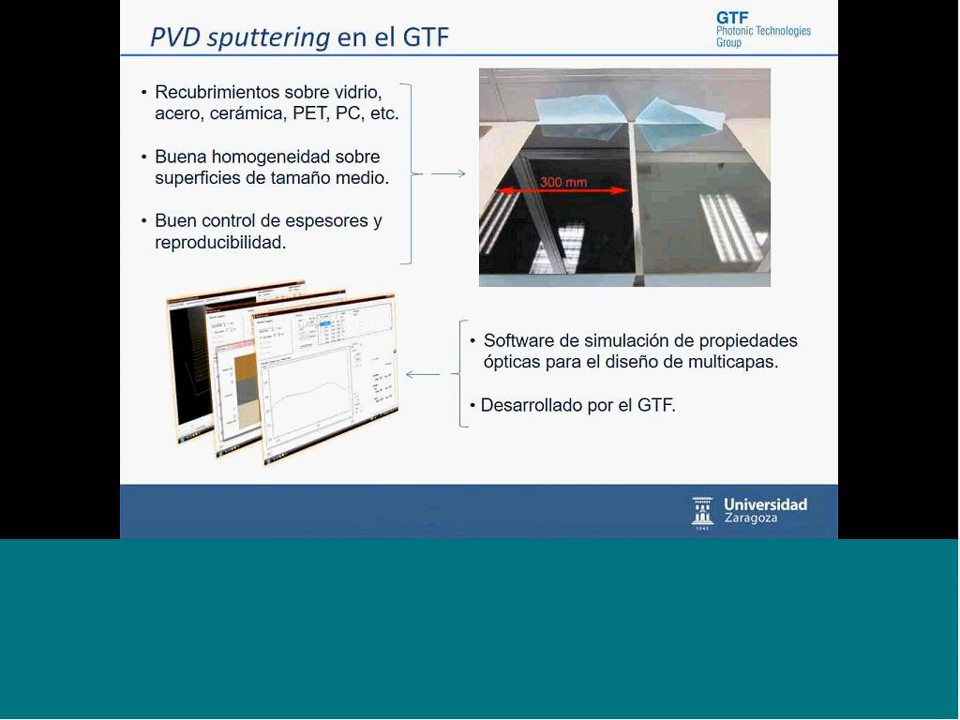 PVD sputtering en el GTF
GTF
Photonic Technologies
Group
• Recubrimientos sobre vidrio,
acero, cerámica, PET, PC, etc.
• Buena homogeneidad sobre
superficies de tamaño medio.
• Buen control de espesores y
reproducibilidad.
300 mm
• Software de simulación de propiedades
ópticas para el diseño de multicapas.
• Desarrollado por el GTF.
Universidad
Zaragoza
1542